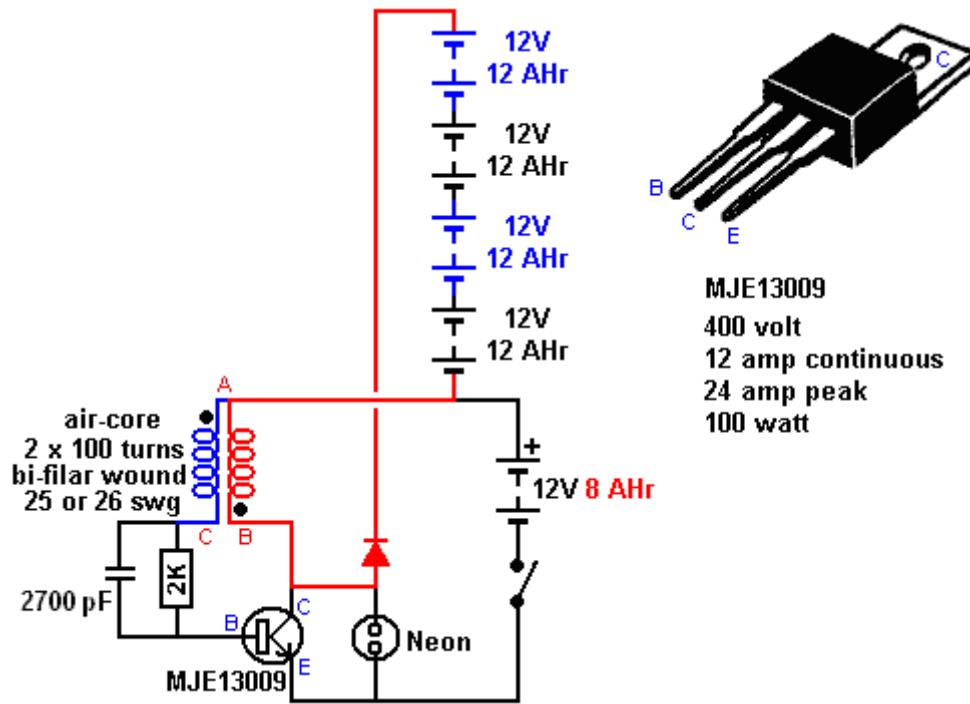 12V
12 AHr
12V
12 AHr
12V
12 AHr
12V
12 AHr
C
B
C
E
MJE13009
400 volt
12 amp continuous
24 amp peak
100 watt
A
air-core
2 x 100 turns
bi-filar wound
25 or 26 swg
C
B
+
12V 8 AHr
2700 pF
2K
B
C
E
MJE13009
Neon